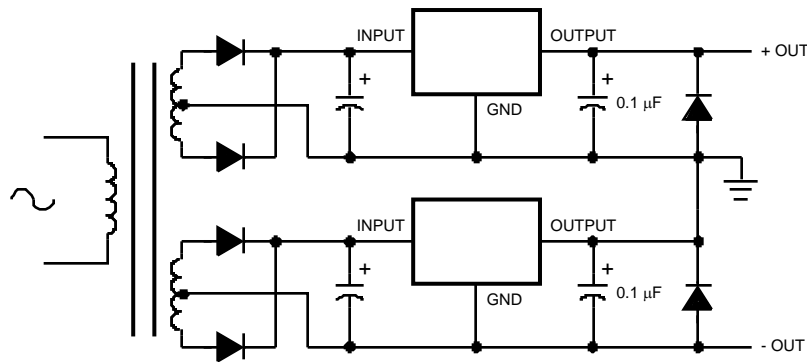 INPUT
OUTPUT
+ OUT
+
+
0.1 μF
GND
INPUT
OUTPUT
+
+
0.1 μF
GND
- OUT